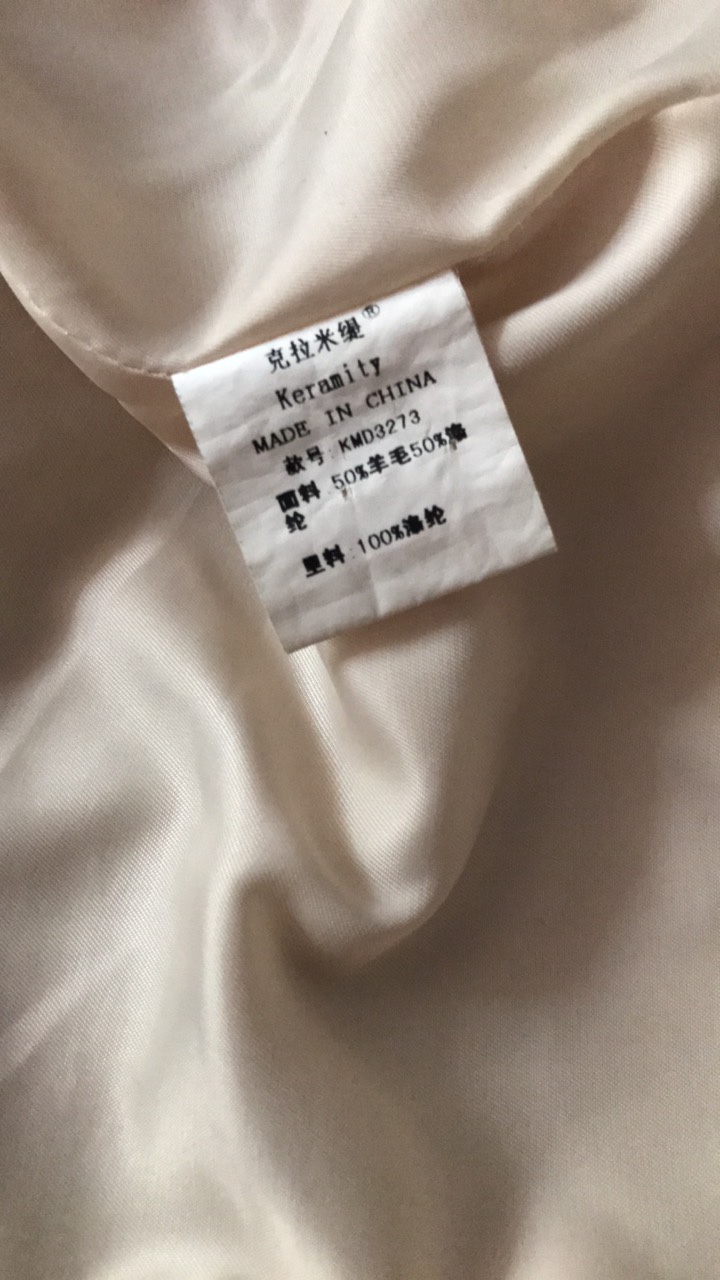 克拉米缇®
Keramity
MADE IN CHINA
款号:KMD3273
面料:50%羊毛50%涤
纶
里料:100%涤纶